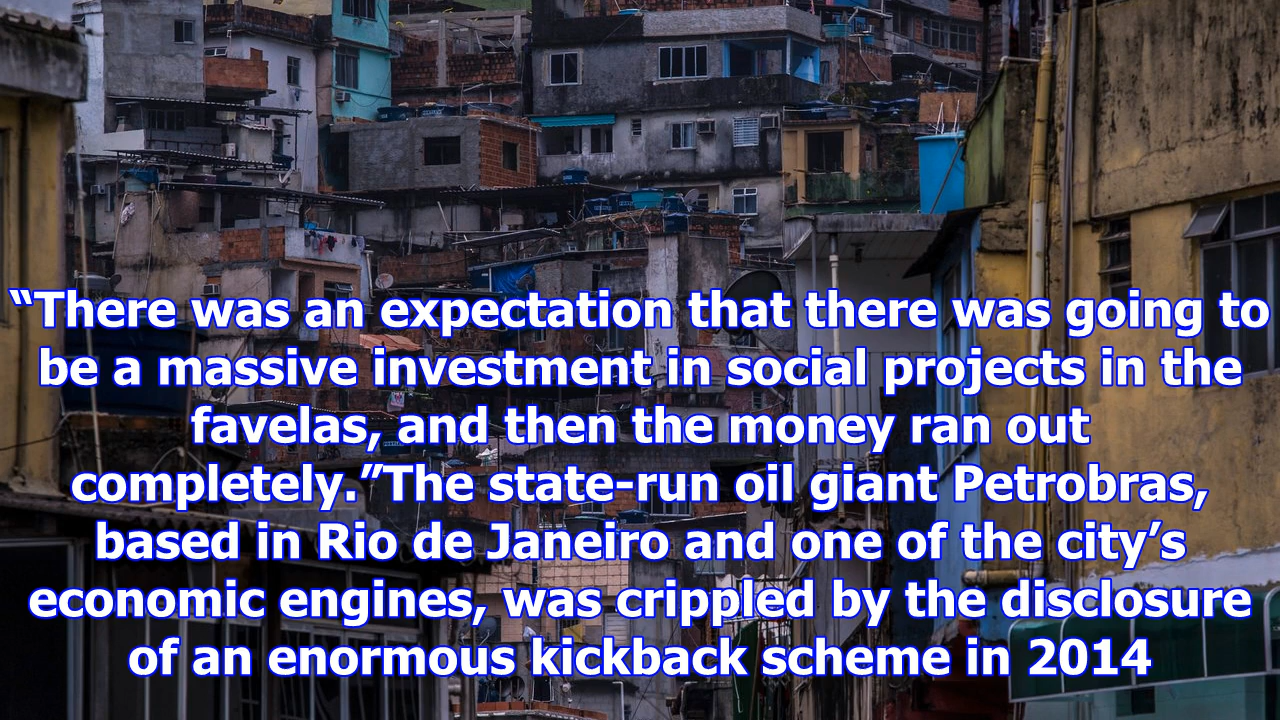 “There was an expectation that there was going to
be a massive investment in social projects in the
favelas, and then the money ran out
completely.”The state-run oil giant Petrobras,
based in Rio de Janeiro and one of the city’s
economic engines, was crippled by the disclosure
of an enormous kickback scheme in 2014